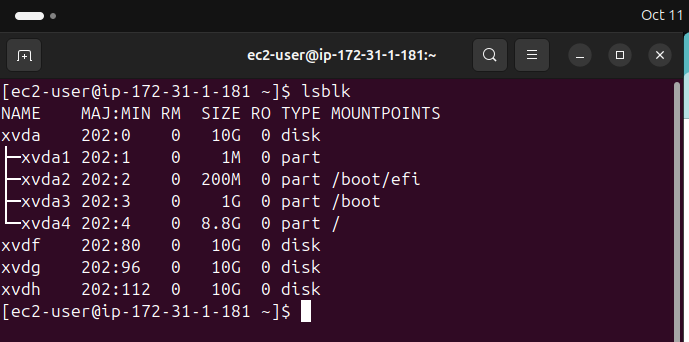 Oct 11
ec2-user@ip-172-31-1-181:~
[ec2-user@ip-172-31-1-181 ~]$ lsblk
NAME    MAJ:MIN RM  SIZE RO TYPE MOUNTPOINTS
xvda    202:0    0   10G  0 disk
├─xvda1 202:1    0    1M  0 part
├─xvda2 202:2    0  200M  0 part /boot/efi
├─xvda3 202:3    0    1G  0 part /boot
└─xvda4 202:4    0  8.8G  0 part /
xvdf    202:80   0   10G  0 disk
xvdg    202:96   0   10G  0 disk
xvdh    202:112  0   10G  0 disk
[ec2-user@ip-172-31-1-181 ~]$